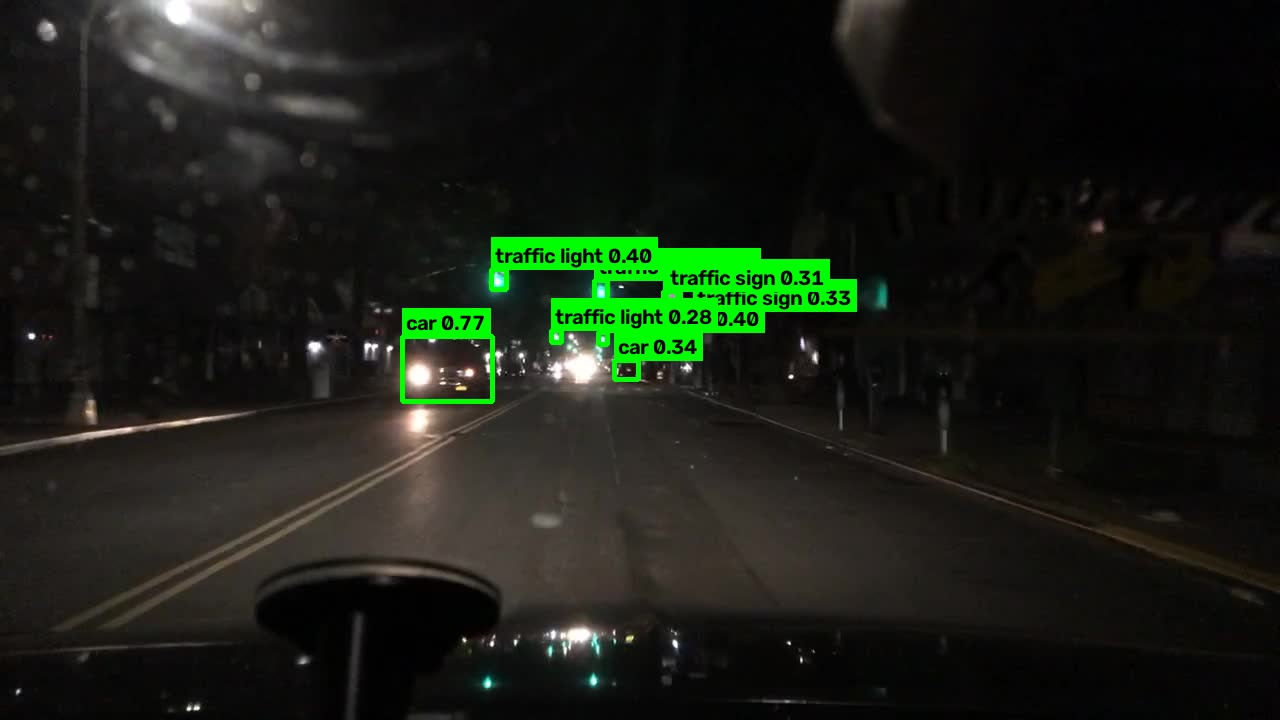 traffic light 0.40
traffic
traffic sign 0.31
traffic sign 0.33
traffic light 0.28
0.40
car 0.77
car 0.34